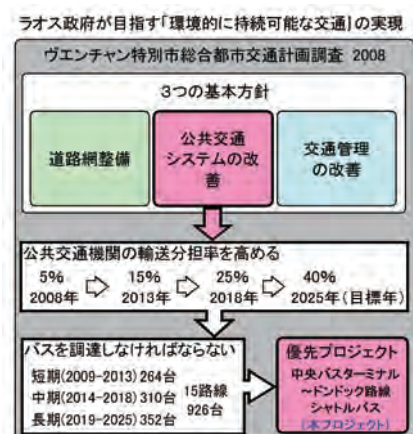 ラオス政府が目指す「環境的に持続可能な交通」の実現
ヴエンチャン特別市総合都市交通計画調査 2008
3つの基本方針
道路網整備
公共交通
システムの改
善
交通管理
の改善
公共交通機関の輸送分担率を高める
5% 15% 25% 40%
2008年 2013年 2018年 2025年(目標年)
バスを調達しなければならない
短期(2009-2013)264台
中期(2014-2018)310台
長期(2019-2025)352台
15路線
926台
優先プロジェクト
中央バスターミナル
～ドンドック路線
シャトルバス
(本プロジェクト)